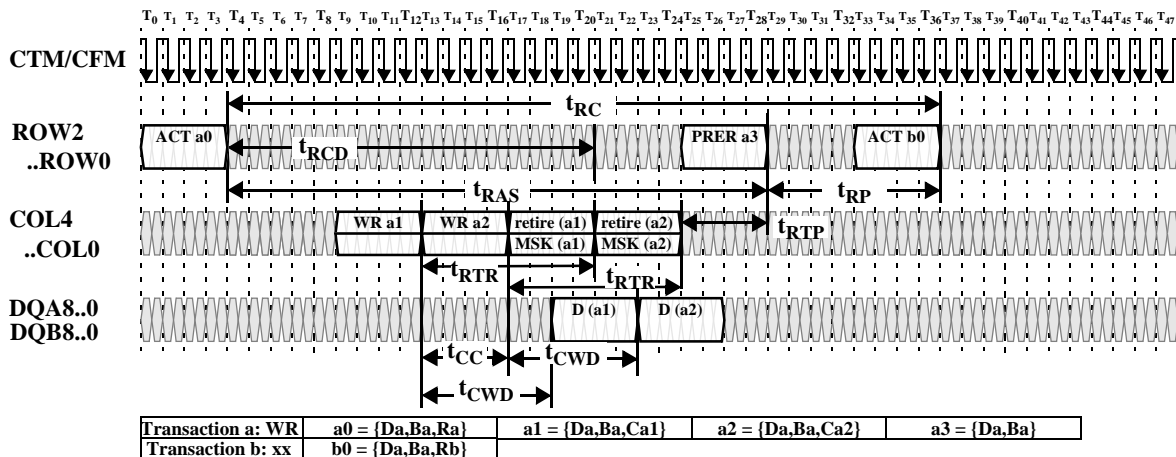 T0 T1 T2 T3 T4 T5 T6 T7 T8 T9 T10 T11 T12 T13 T14 T15 T16 T17 T18 T19 T20 T21 T22 T23 T24 T25 T26 T27 T28 T29 T30 T31 T32 T33 T34 T35 T36 T37 T38 T39 T40 T41 T42 T43 T44 T45 T46 T47
CTM/CFM
tRC
ROW2 ACT a0 PRER a3 ACT b0
..ROW0
tRCD
tRAS tRP
COL4 WR a1 WR a2 retire (a1) retire (a2)
..COL0 MSK (a1) MSK (a2) tRTP
tRTR tRTR
DQA8..0 D (a1) D (a2)
DQB8..0
tCC tCWD
tCWD
Transaction a: WR a0 = {Da,Ba,Ra} a1 = {Da,Ba,Ca1} a2 = {Da,Ba,Ca2} a3 = {Da,Ba}
Transaction b: xx b0 = {Da,Ba,Rb}